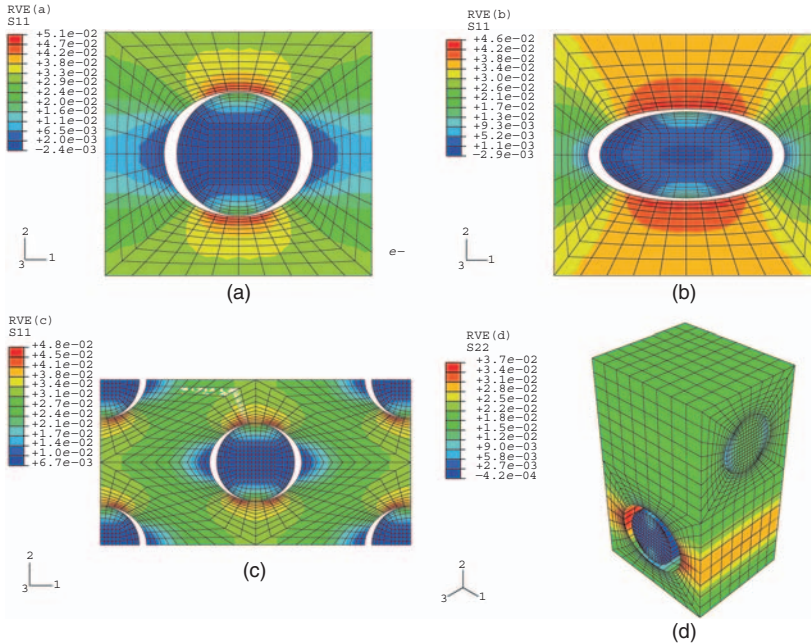 RVE(a)
S11
+5.1e-02
+4.7e-02
+4.2e-02
+3.8e-02
+3.3e-02
+2.9e-02
+2.4e-02
+2.0e-02
+1.6e-02
+1.1e-02
+6.5e-03
+2.0e-03
-2.4e-03
2
3
1
e-
(a)
RVE(b)
S11
+4.6e-02
+4.2e-02
+3.8e-02
+3.4e-02
+3.0e-02
+2.6e-02
+2.1e-02
+1.7e-02
+1.3e-02
+9.3e-03
+5.2e-03
+1.1e-03
-2.9e-03
2
3
1
(b)
RVE(c)
S11
+4.8e-02
+4.5e-02
+4.1e-02
+3.8e-02
+3.4e-02
+3.1e-02
+2.7e-02
+2.4e-02
+2.1e-02
+1.7e-02
+1.4e-02
+1.0e-02
+6.7e-03
2
3
1
(c)
RVE(d)
S22
+3.7e-02
+3.4e-02
+3.1e-02
+2.8e-02
+2.5e-02
+2.2e-02
+1.8e-02
+1.5e-02
+1.2e-02
+9.0e-03
+5.8e-03
+2.7e-03
-4.2e-04
2
3
1
(d)